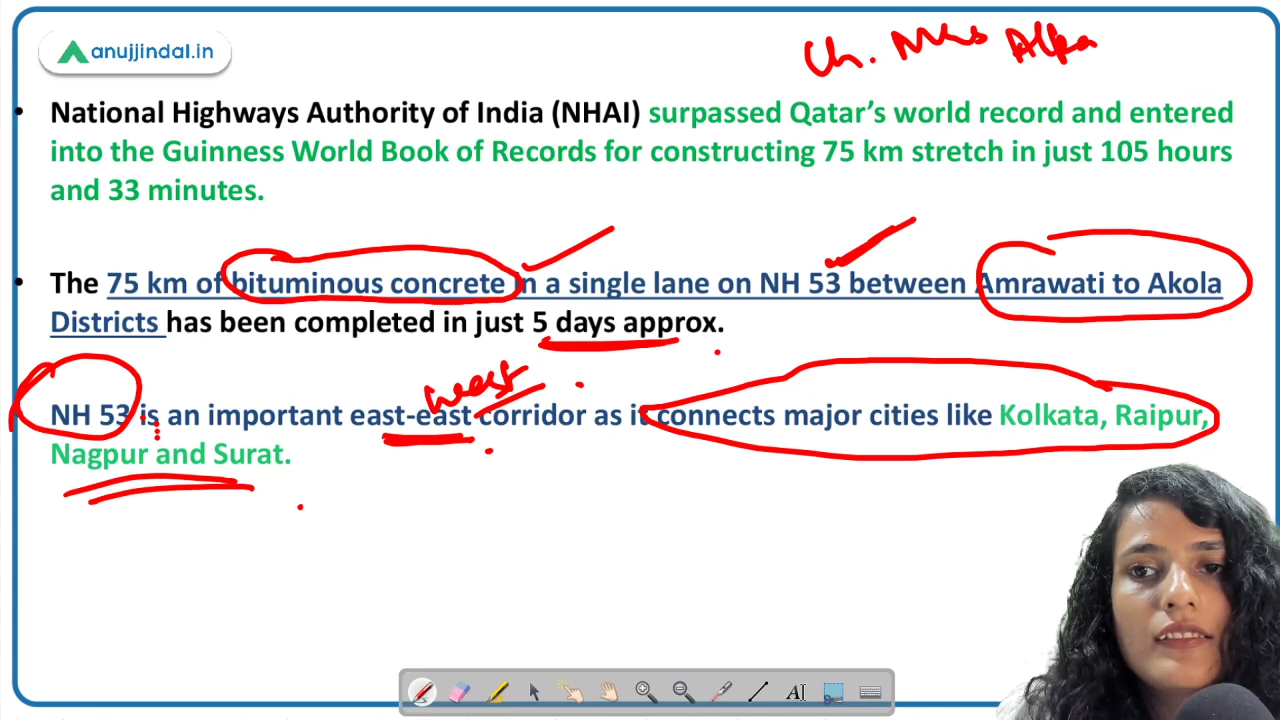 anujjindal.in
Ch. Mrs Alka
• National Highways Authority of India (NHAI) surpassed Qatar’s world record and entered
into the Guinness World Book of Records for constructing 75 km stretch in just 105 hours
and 33 minutes.
• The 75 km of bituminous concrete in a single lane on NH 53 between Amrawati to Akola
Districts has been completed in just 5 days approx.
west
NH 53 is an important east-east corridor as it connects major cities like Kolkata, Raipur,
Nagpur and Surat.
AI